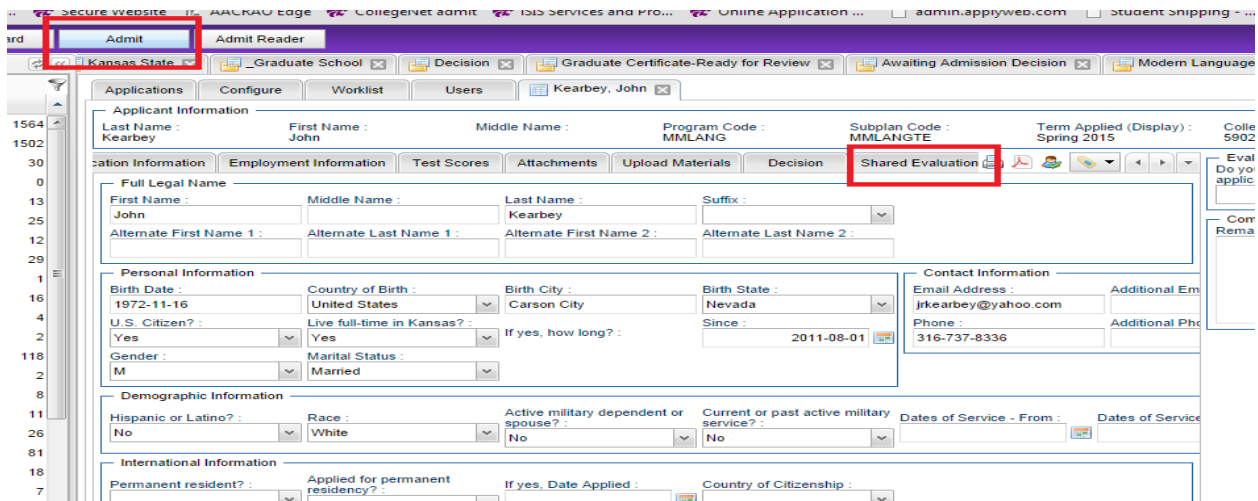 Secure Website AACRAO Edge CollegeNet admit ISIS Services and Pro... Online Application ... admin.applyweb.com Student Shipping - ...
ard Admit Admit Reader
Kansas State _Graduate School Decision Graduate Certificate-Ready for Review Awaiting Admission Decision Modern Language
Applications Configure Worklist Users Kearbey, John
Applicant Information
Last Name : First Name : Middle Name : Program Code : Subplan Code : Term Applied (Display) : Colle
Kearbey John MMLANG MMLANGTE Spring 2015 5902
cation Information Employment Information Test Scores Attachments Upload Materials Decision Shared Evaluation
Eval
Do you
applic
Com
Rema
1564
1502
30
0
13
25
12
29
1
16
4
2
118
2
8
11
26
81
18
7
Full Legal Name
First Name : Middle Name : Last Name : Suffix :
John Kearbey
Alternate First Name 1 : Alternate Last Name 1 : Alternate First Name 2 : Alternate Last Name 2 :
Personal Information
Birth Date : Country of Birth : Birth City : Birth State :
1972-11-16 United States Carson City Nevada
U.S. Citizen? : Live full-time in Kansas? : If yes, how long? : Since :
Yes Yes 2011-08-01
Gender : Marital Status :
M Married
Contact Information
Email Address : Additional Em
jrkearbey@yahoo.com
Phone : Additional Pho
316-737-8336
Demographic Information
Hispanic or Latino? : Race : Active military dependent or spouse? : Current or past active military service? : Dates of Service - From : Dates of Service
No White No No
International Information
Permanent resident? : Applied for permanent residency? : If yes, Date Applied : Country of Citizenship :